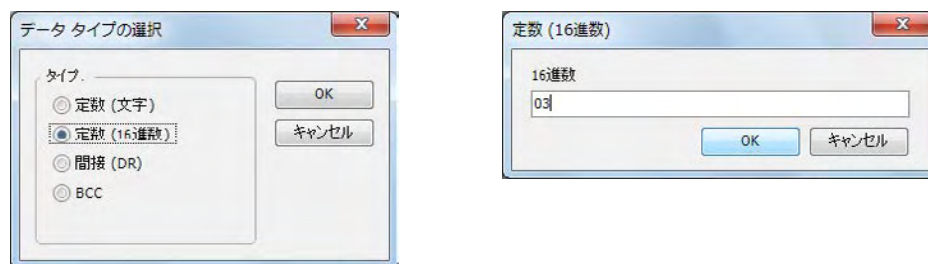 データ タイプの選択
タイプ
定数 (文字)
定数 (16進数)
間接 (DR)
BCC
OK
キャンセル
定数 (16進数)
16進数
03
OK
キャンセル